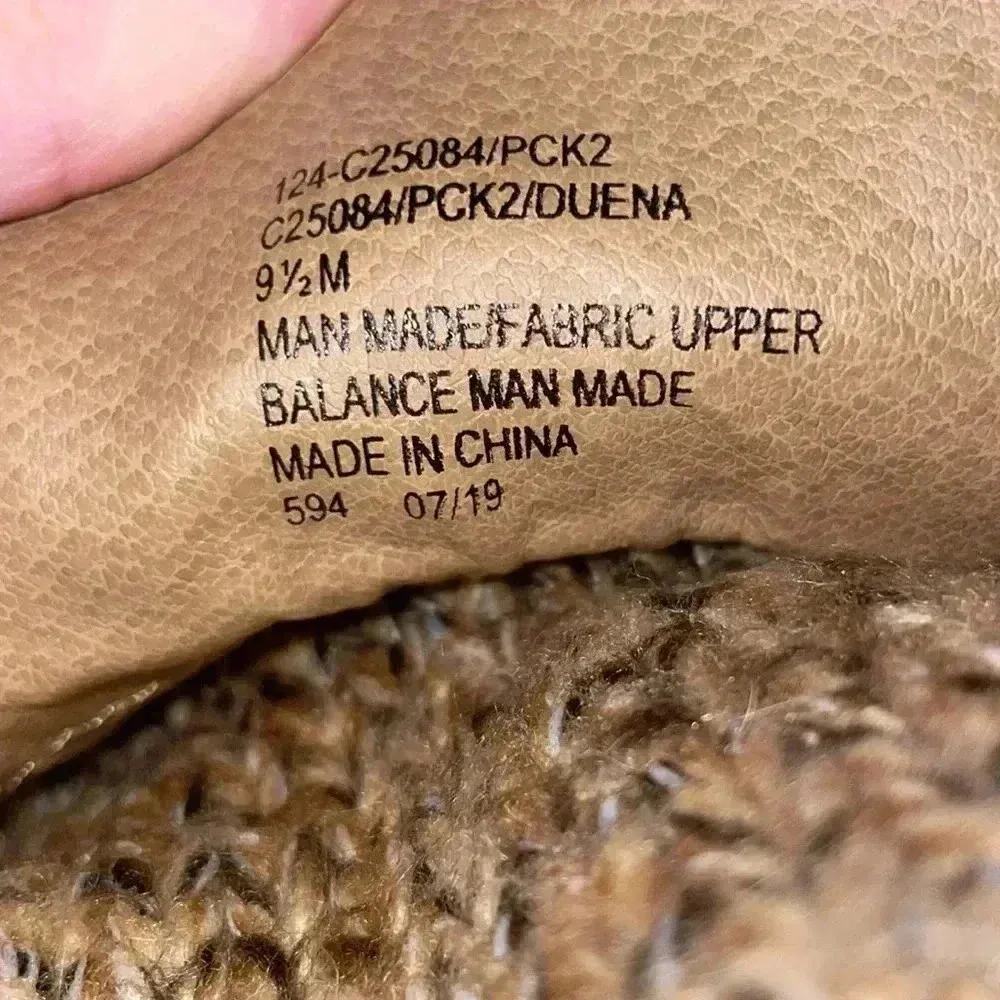 124-C25084/PCK2
C25084/PCK2/DUENA
9½ M
MAN MADE/FABRIC UPPER
BALANCE MAN MADE
MADE IN CHINA
594 07/19